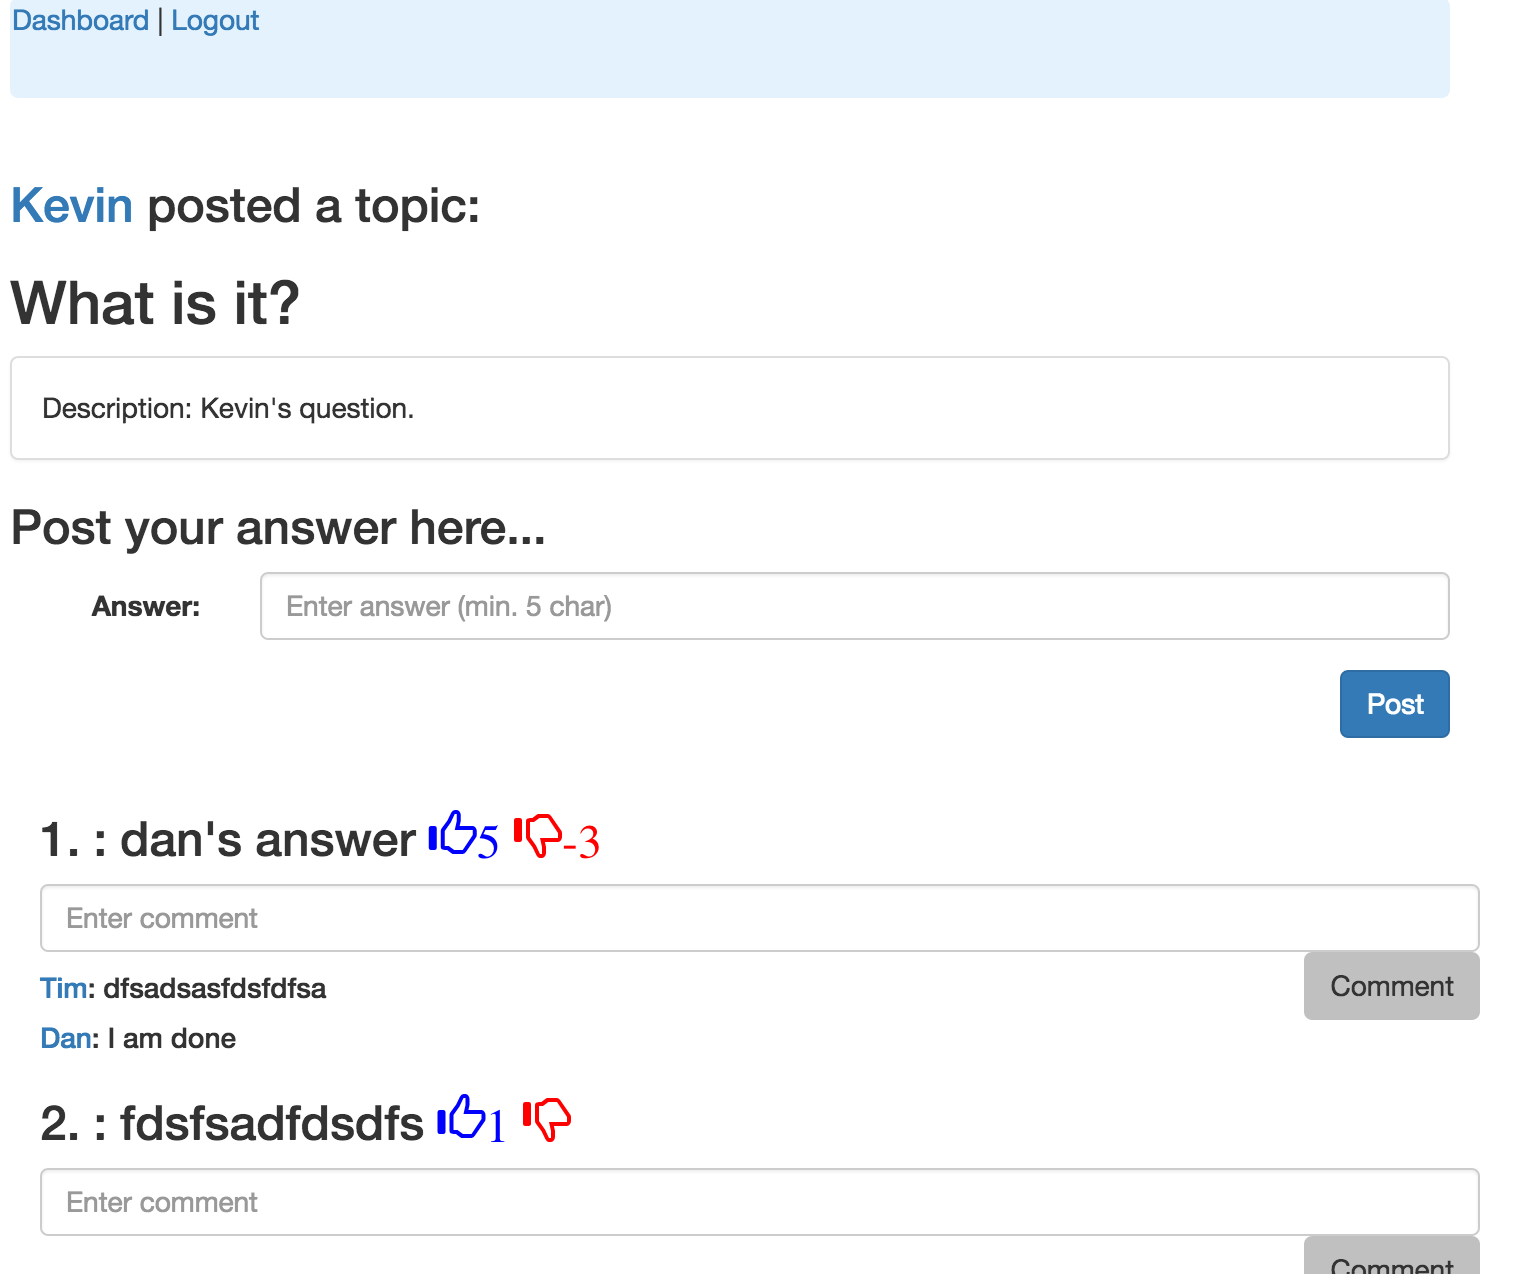 Dashboard | Logout
Kevin posted a topic:
What is it?
Description: Kevin's question.
Post your answer here...
Answer: Enter answer (min. 5 char)
Post
1. : dan's answer 5 -3
Enter comment
Tim: dfsadsasfdsfdfsa
Comment
Dan: I am done
2. : fdsfsadfdsdfs 1
Enter comment
Comment